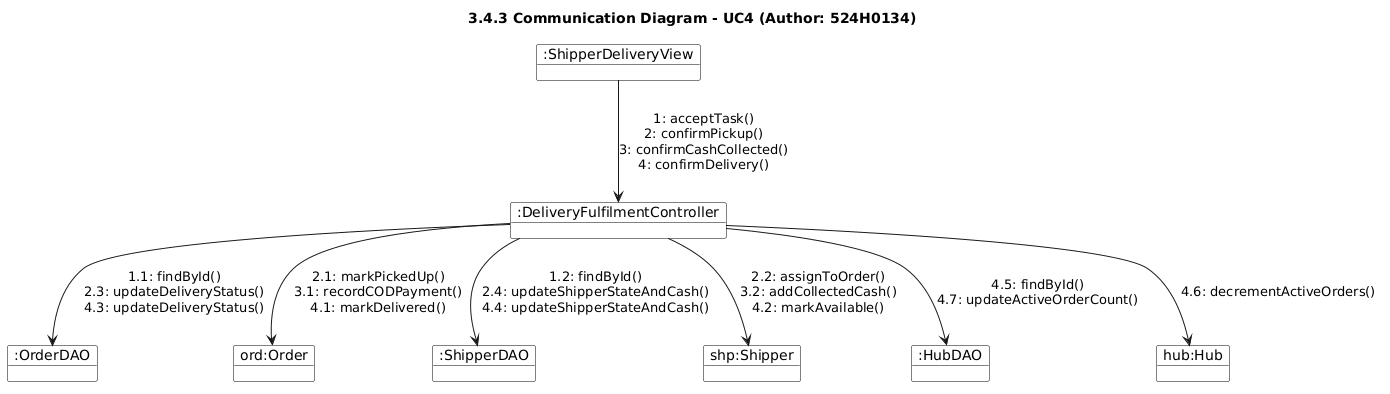 3.4.3 Communication Diagram - UC4 (Author: 524H0134)
:ShipperDeliveryView
1: acceptTask()
2: confirmPickup()
3: confirmCashCollected()
4: confirmDelivery()
:DeliveryFulfilmentController
1.1: findById()
2.3: updateDeliveryStatus()
4.3: updateDeliveryStatus()
2.1: markPickedUp()
3.1: recordCODPayment()
4.1: markDelivered()
1.2: findById()
2.4: updateShipperStateAndCash()
4.4: updateShipperStateAndCash()
2.2: assignToOrder()
3.2: addCollectedCash()
4.2: markAvailable()
4.5: findById()
4.7: updateActiveOrderCount()
4.6: decrementActiveOrders()
:OrderDAO
ord:Order
:ShipperDAO
shp:Shipper
:HubDAO
hub:Hub